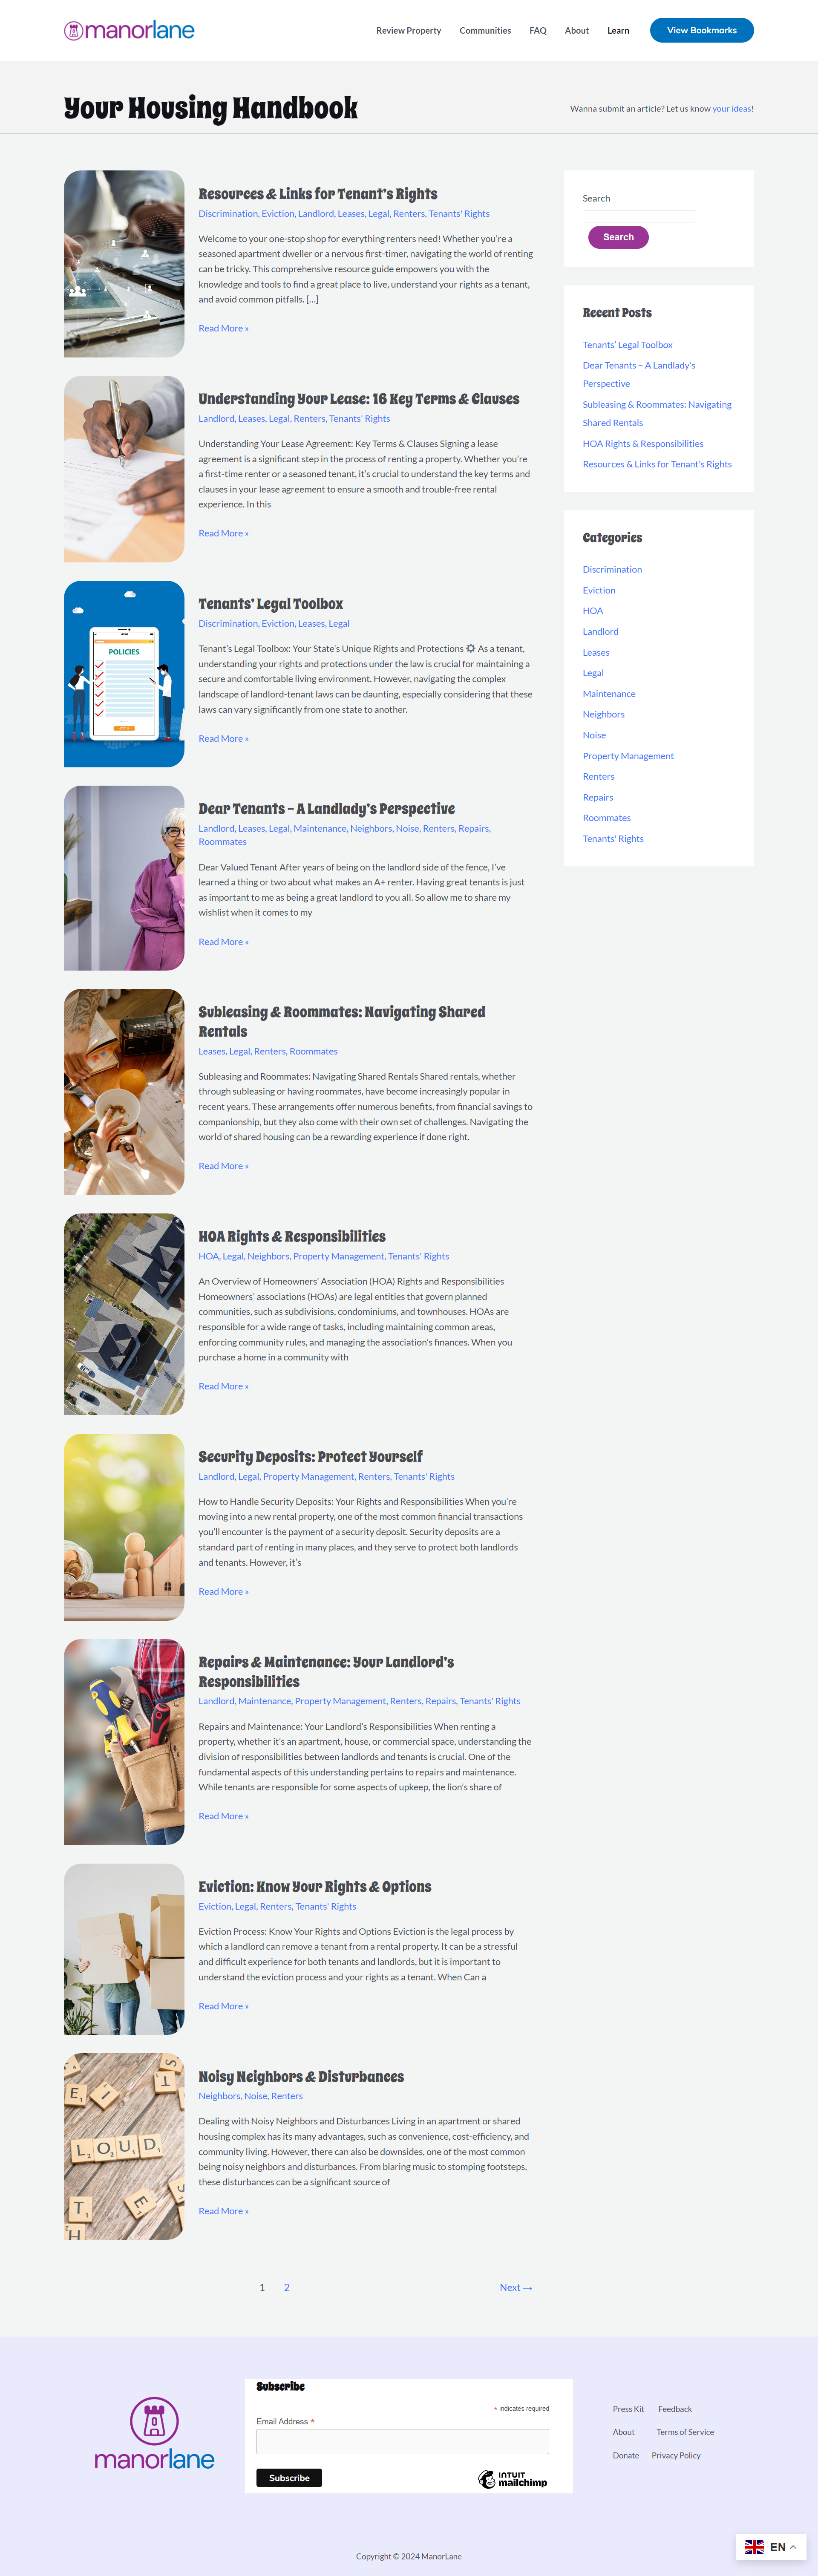 manorlane
Review Property Communities FAQ About Learn View Bookmarks
Your Housing Handbook
Wanna submit an article? Let us know your ideas!
Resources & Links for Tenant's Rights
Discrimination, Eviction, Landlord, Leases, Legal, Renters, Tenants' Rights
Welcome to your one-stop shop for everything renters need! Whether you're a
seasoned apartment dweller or a nervous first-timer, navigating the world of renting
can be tricky. This comprehensive resource guide empowers you with the
knowledge and tools to find a great place to live, understand your rights as a tenant,
and avoid common pitfalls. […]
Read More »
Understanding Your Lease: 16 Key Terms & Clauses
Landlord, Leases, Legal, Renters, Tenants' Rights
Understanding Your Lease Agreement: Key Terms & Clauses Signing a lease
agreement is a significant step in the process of renting a property. Whether you're
a first-time renter or a seasoned tenant, it's crucial to understand the key terms and
clauses in your lease agreement to ensure a smooth and trouble-free rental
experience. In this
Read More »
POLICIES
Tenants' Legal Toolbox
Discrimination, Eviction, Leases, Legal
Tenant's Legal Toolbox: Your State's Unique Rights and Protections ⚙ As a tenant,
understanding your rights and protections under the law is crucial for maintaining a
secure and comfortable living environment. However, navigating the complex
landscape of landlord-tenant laws can be daunting, especially considering that these
laws can vary significantly from one state to another.
Read More »
Dear Tenants – A Landlady's Perspective
Landlord, Leases, Legal, Maintenance, Neighbors, Noise, Renters, Repairs,
Roommates
Dear Valued Tenant After years of being on the landlord side of the fence, I've
learned a thing or two about what makes an A+ renter. Having great tenants is just
as important to me as being a great landlord to you all. So allow me to share my
wishlist when it comes to my
Read More »
Subleasing & Roommates: Navigating Shared
Rentals
Leases, Legal, Renters, Roommates
Subleasing and Roommates: Navigating Shared Rentals Shared rentals, whether
through subleasing or having roommates, have become increasingly popular in
recent years. These arrangements offer numerous benefits, from financial savings to
companionship, but they also come with their own set of challenges. Navigating the
world of shared housing can be a rewarding experience if done right.
Read More »
HOA Rights & Responsibilities
HOA, Legal, Neighbors, Property Management, Tenants' Rights
An Overview of Homeowners' Association (HOA) Rights and Responsibilities
Homeowners' associations (HOAs) are legal entities that govern planned
communities, such as subdivisions, condominiums, and townhouses. HOAs are
responsible for a wide range of tasks, including maintaining common areas,
enforcing community rules, and managing the association's finances. When you
purchase a home in a community with
Read More »
Security Deposits: Protect Yourself
Landlord, Legal, Property Management, Renters, Tenants' Rights
How to Handle Security Deposits: Your Rights and Responsibilities When you're
moving into a new rental property, one of the most common financial transactions
you'll encounter is the payment of a security deposit. Security deposits are a
standard part of renting in many places, and they serve to protect both landlords
and tenants. However, it's
Read More »
Repairs & Maintenance: Your Landlord's
Responsibilities
Landlord, Maintenance, Property Management, Renters, Repairs, Tenants' Rights
Repairs and Maintenance: Your Landlord's Responsibilities When renting a
property, whether it's an apartment, house, or commercial space, understanding the
division of responsibilities between landlords and tenants is crucial. One of the
fundamental aspects of this understanding pertains to repairs and maintenance.
While tenants are responsible for some aspects of upkeep, the lion's share of
Read More »
Eviction: Know Your Rights & Options
Eviction, Legal, Renters, Tenants' Rights
Eviction Process: Know Your Rights and Options Eviction is the legal process by
which a landlord can remove a tenant from a rental property. It can be a stressful
and difficult experience for both tenants and landlords, but it is important to
understand the eviction process and your rights as a tenant. When Can a
Read More »
LOUD
Noisy Neighbors & Disturbances
Neighbors, Noise, Renters
Dealing with Noisy Neighbors and Disturbances Living in an apartment or shared
housing complex has its many advantages, such as convenience, cost-efficiency, and
community living. However, there can also be downsides, one of the most common
being noisy neighbors and disturbances. From blaring music to stomping footsteps,
these disturbances can be a significant source of
Read More »
1 2 Next →
Search
Search
Recent Posts
Tenants' Legal Toolbox
Dear Tenants – A Landlady's
Perspective
Subleasing & Roommates: Navigating
Shared Rentals
HOA Rights & Responsibilities
Resources & Links for Tenant's Rights
Categories
Discrimination
Eviction
HOA
Landlord
Leases
Legal
Maintenance
Neighbors
Noise
Property Management
Renters
Repairs
Roommates
Tenants' Rights
manorlane
Subscribe
* indicates required
Email Address *
Subscribe
INTUIT
mailchimp
Press Kit Feedback
About Terms of Service
Donate Privacy Policy
Copyright © 2024 ManorLane
EN